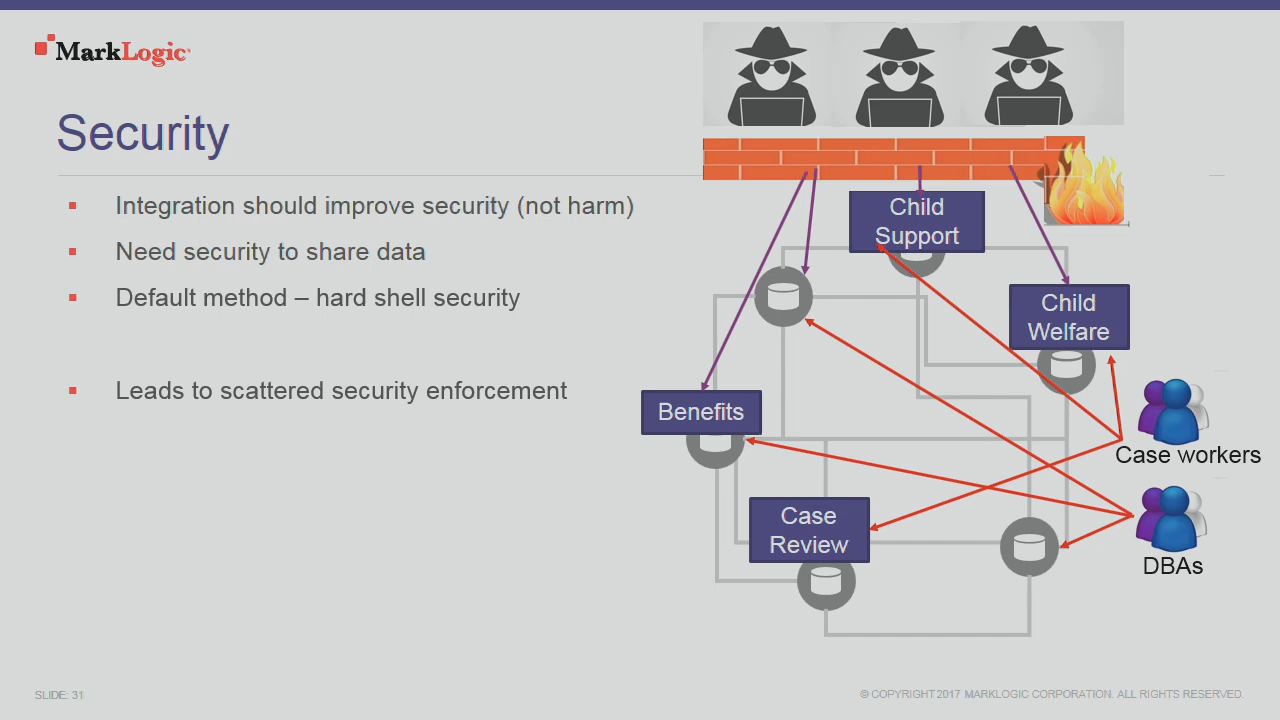 MarkLogic
Security
Integration should improve security (not harm)
Need security to share data
Default method – hard shell security
Leads to scattered security enforcement
Child
Support
Child
Welfare
Benefits
Case workers
Case
Review
DBAs
SLIDE: 31
© COPYRIGHT 2017 MARKLOGIC CORPORATION. ALL RIGHTS RESERVED.